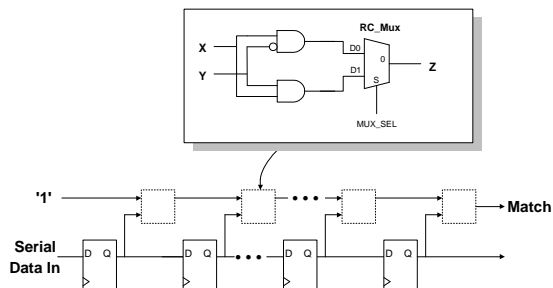 RC_Mux
X
D0
0
Z
Y
D1
S
MUX_SEL
'1'
Match
Serial
Data In
D Q
D Q
D Q
D Q